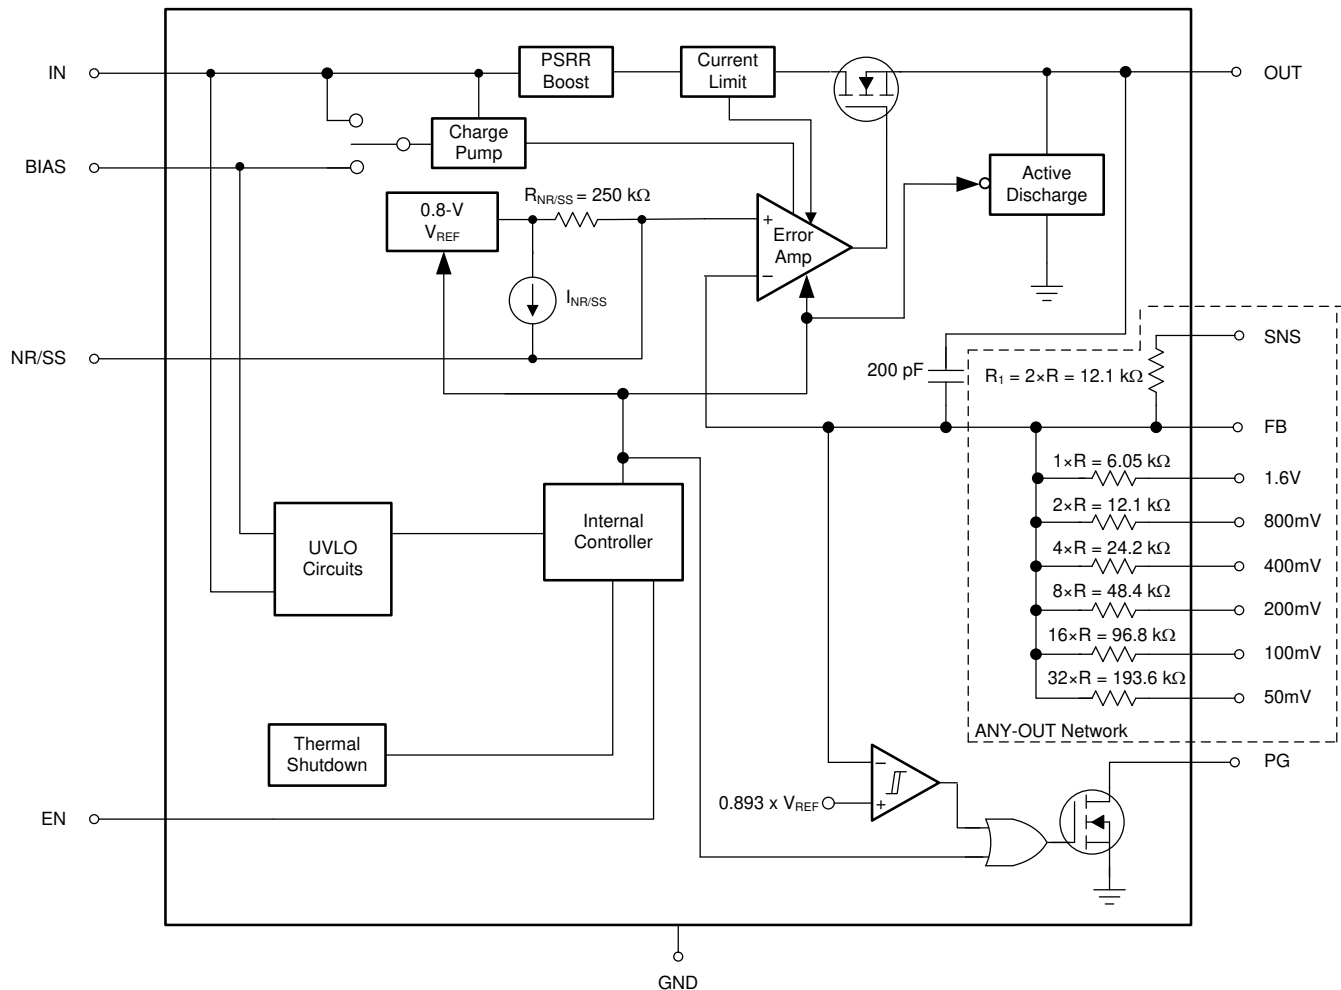 IN
PSRR
Boost
Current
Limit
OUT
Charge
Pump
BIAS
Active
Discharge
0.8-V
VREF
RNR/SS = 250 kΩ
+
Error
Amp
−
INR/SS
NR/SS
200 pF
R1 = 2×R = 12.1 kΩ
SNS
FB
1×R = 6.05 kΩ
1.6V
2×R = 12.1 kΩ
800mV
4×R = 24.2 kΩ
400mV
8×R = 48.4 kΩ
200mV
16×R = 96.8 kΩ
100mV
32×R = 193.6 kΩ
50mV
ANY-OUT Network
UVLO
Circuits
Internal
Controller
Thermal
Shutdown
PG
−
0.893 x VREF
+
EN
GND